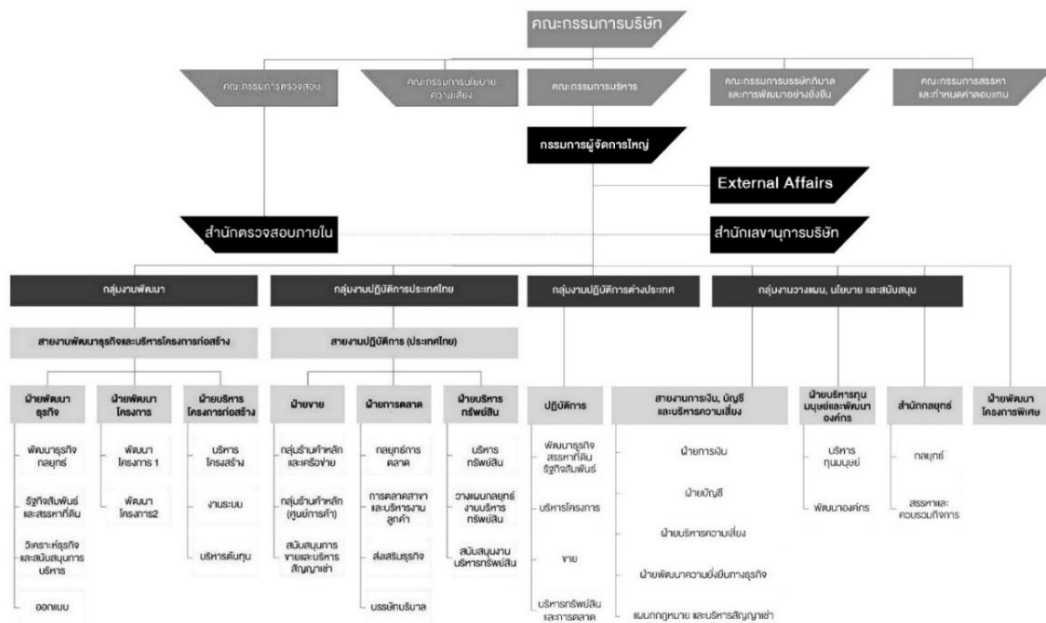 คณะกรรมการบริษัท
คณะกรรมการตรวจสอบ
คณะกรรมการนโยบาย
ความเสี่ยง
คณะกรรมการบริหาร
คณะกรรมการบรรษัทภิบาล
และการพัฒนาอย่างยั่งยืน
คณะกรรมการสรรหา
และกำหนดค่าตอบแทน
กรรมการผู้จัดการใหญ่
External Affairs
สำนักตรวจสอบภายใน
สำนักเลขานุการบริษัท
กลุ่มงานพัฒนา
กลุ่มงานปฏิบัติการประเทศไทย
กลุ่มงานปฏิบัติการต่างประเทศ
กลุ่มงานวางแผน, นโยบาย และสนับสนุน
สายงานพัฒนาธุรกิจและบริหารโครงการก่อสร้าง
สายงานปฏิบัติการ (ประเทศไทย)
ฝ่ายพัฒนา
ธุรกิจ
พัฒนาธุรกิจ
กลยุทธ์
รัฐกิจสัมพันธ์
และสรรหาที่ดิน
วิเคราะห์ธุรกิจ
และสนับสนุนการ
บริหาร
ออกแบบ
ฝ่ายพัฒนา
โครงการ
พัฒนา
โครงการ 1
พัฒนา
โครงการ2
ฝ่ายบริหาร
โครงการก่อสร้าง
บริหาร
โครงสร้าง
งานระบบ
บริหารต้นทุน
ฝ่ายขาย
กลุ่มร้านค้าหลัก
และเครือข่าย
กลุ่มร้านค้าหลัก
(ศูนย์การค้า)
สนับสนุนการ
ขายและบริหาร
สัญญาเช่า
ฝ่ายการตลาด
กลยุทธ์การ
ตลาด
การตลาดสาขา
และบริหารงาน
ลูกค้า
ส่งเสริมธุรกิจ
บรรษัทบริบาล
ฝ่ายบริหาร
ทรัพย์สิน
บริหาร
ทรัพย์สิน
วางแผนกลยุทธ์
งานบริหาร
ทรัพย์สิน
สนับสนุนงาน
บริหารทรัพย์สิน
ปฏิบัติการ
พัฒนาธุรกิจ
สรรหาที่ดิน
รัฐกิจสัมพันธ์
บริหารโครงการ
ขาย
บริหารทรัพย์สิน
และการตลาด
สายงานการเงิน, บัญชี
และบริหารความเสี่ยง
ฝ่ายการเงิน
ฝ่ายบัญชี
ฝ่ายบริหารความเสี่ยง
ฝ่ายพัฒนาความยั่งยืนทางธุรกิจ
แผนกกฎหมาย และบริหารสัญญาเช่า
ฝ่ายบริหารทุน
มนุษย์และพัฒนา
องค์กร
บริหาร
ทุนมนุษย์
พัฒนาองค์กร
สำนักกลยุทธ์
กลยุทธ์
สรรหาและ
ควบรวมกิจการ
ฝ่ายพัฒนา
โครงการพิเศษ